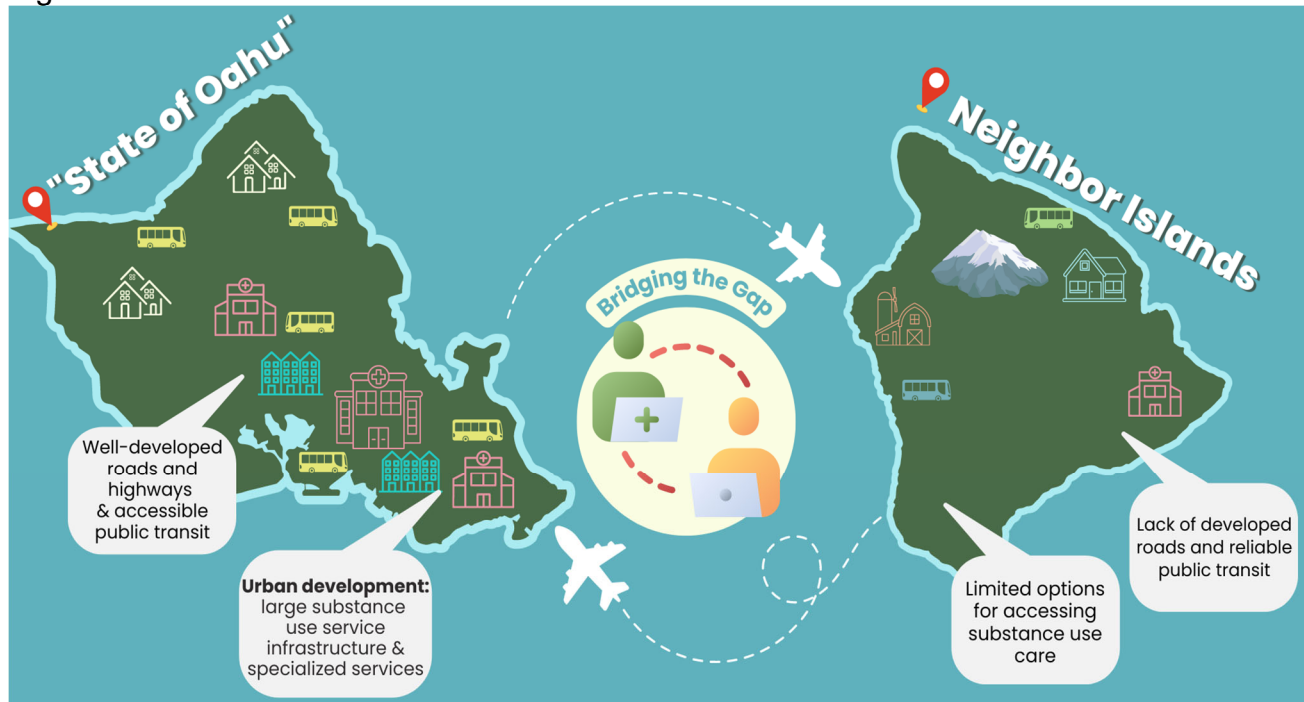 "State of Oahu"
Neighbor Islands
Bridging the Gap
Well-developed
roads and
highways
& accessible
public transit
Urban development:
large substance
use service
infrastructure &
specialized services
Limited options
for accessing
substance use
care
Lack of developed
roads and reliable
public transit